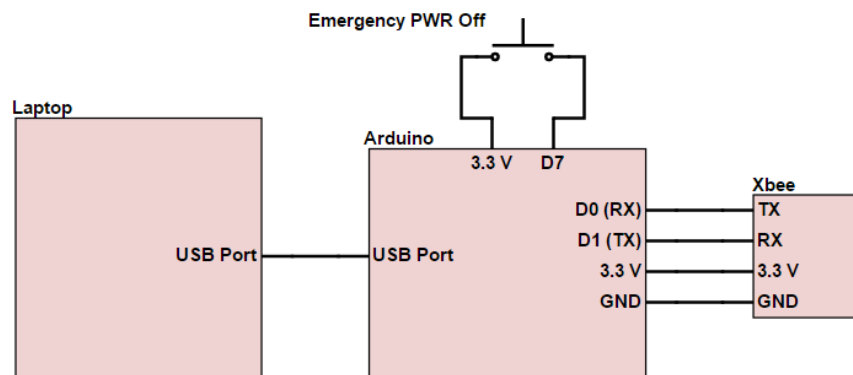 Emergency PWR Off
Laptop
Arduino
3.3 V D7
Xbee
D0 (RX) TX
D1 (TX) RX
USB Port USB Port
3.3 V 3.3 V
GND GND